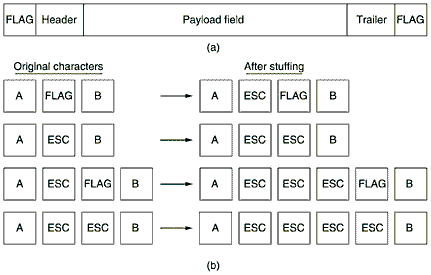 FLAG Header Payload field Trailer FLAG
(a)
Original characters After stuffing
A FLAG B A ESC FLAG B
A ESC B A ESC ESC B
A ESC FLAG B A ESC ESC ESC FLAG B
A ESC ESC B A ESC ESC ESC ESC B
(b)